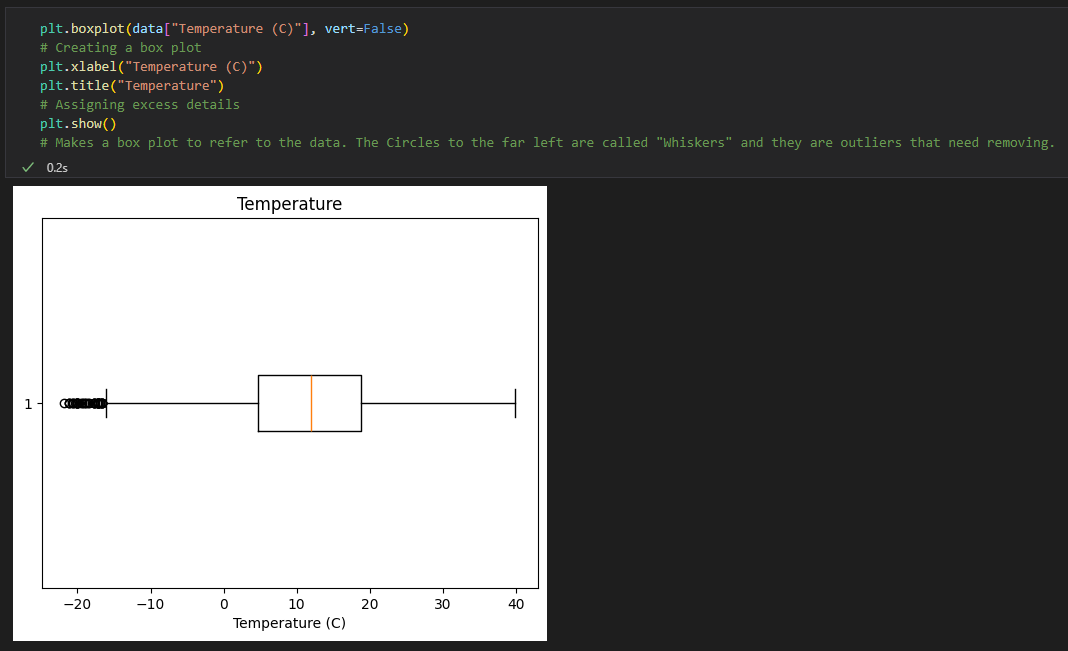 plt.boxplot(data["Temperature (C)"], vert=False)
# Creating a box plot
plt.xlabel("Temperature (C)")
plt.title("Temperature")
# Assigning excess details
plt.show()
# Makes a box plot to refer to the data. The Circles to the far left are called "Whiskers" and they are outliers that need removing.
✓ 0.2s
Temperature
1
−20 −10 0 10 20 30 40
Temperature (C)